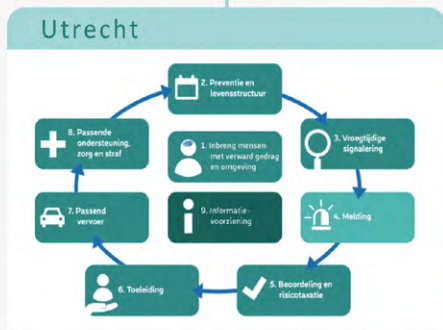 Utrecht
2. Preventie en
levensstructuur
8. Passende
ondersteuning,
zorg en straf
1. Inbreng mensen
met verward gedrag
en omgeving
3. Vroegtijdige
signalering
7. Passend
vervoer
9. Informatie-
voorziening
4. Melding
6. Toeleiding
5. Beoordeling en
risicotaxatie